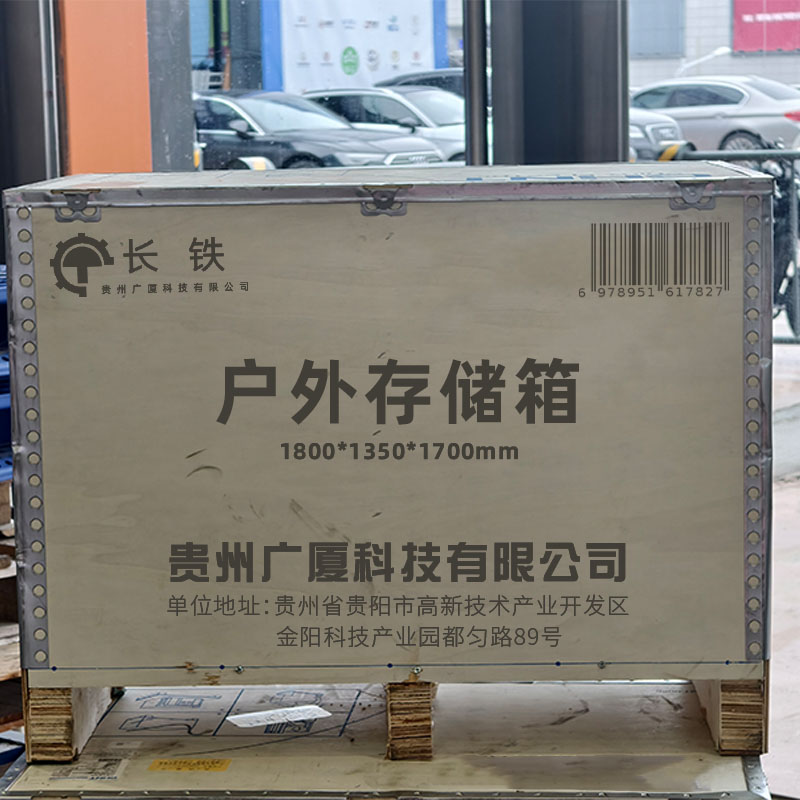 长 铁
贵州广厦科技有限公司
6 978951 617827
户外存储箱
1800*1350*1700mm
贵州广厦科技有限公司
单位地址：贵州省贵阳市高新技术产业开发区
金阳科技产业园都匀路89号